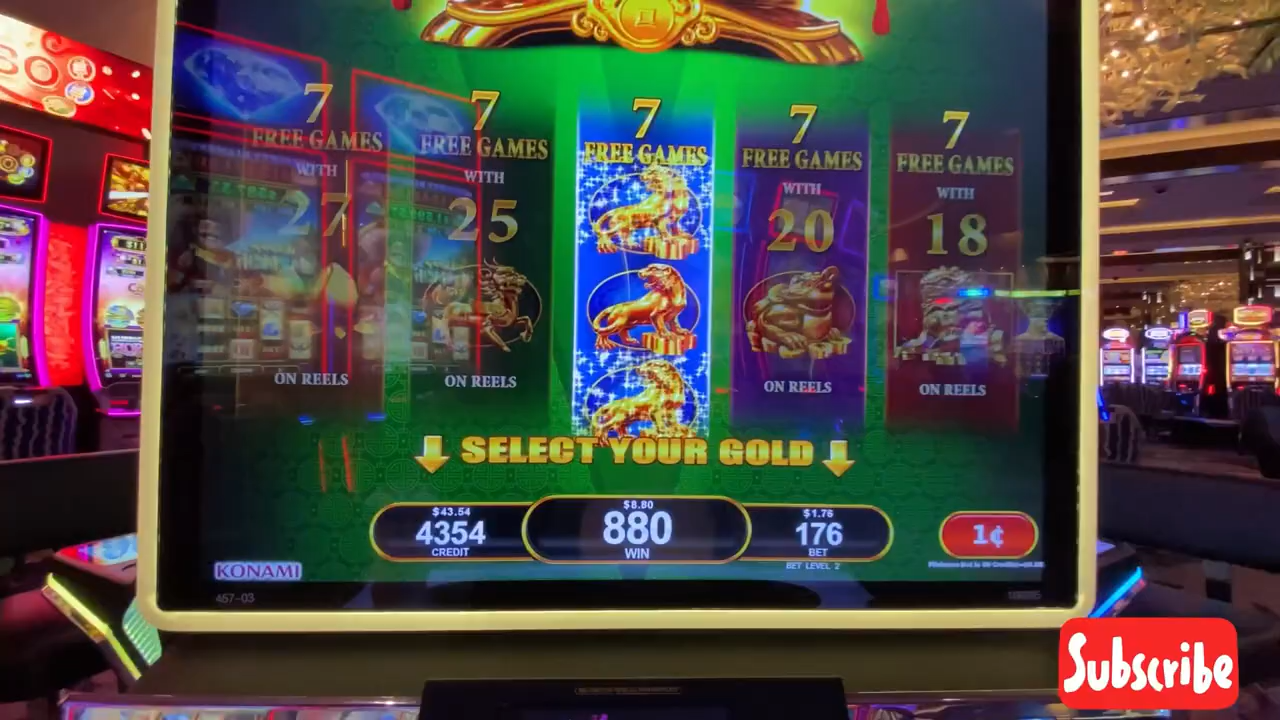 7
FREE GAMES
WITH
27
ON REELS
7
FREE GAMES
WITH
25
ON REELS
7
FREE GAMES
7
FREE GAMES
WITH
20
ON REELS
7
FREE GAMES
WITH
18
ON REELS
SELECT YOUR GOLD
$43.54
4354
CREDIT
$8.80
880
WIN
$1.76
176
BET
BET LEVEL 2
1¢
KONAMI
457-03
Subscribe